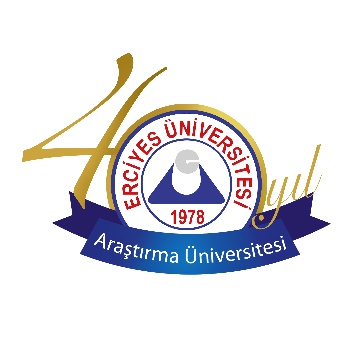 40.yıl
ERCİYES ÜNİVERSİTESİ
1978
Araştırma Üniversitesi